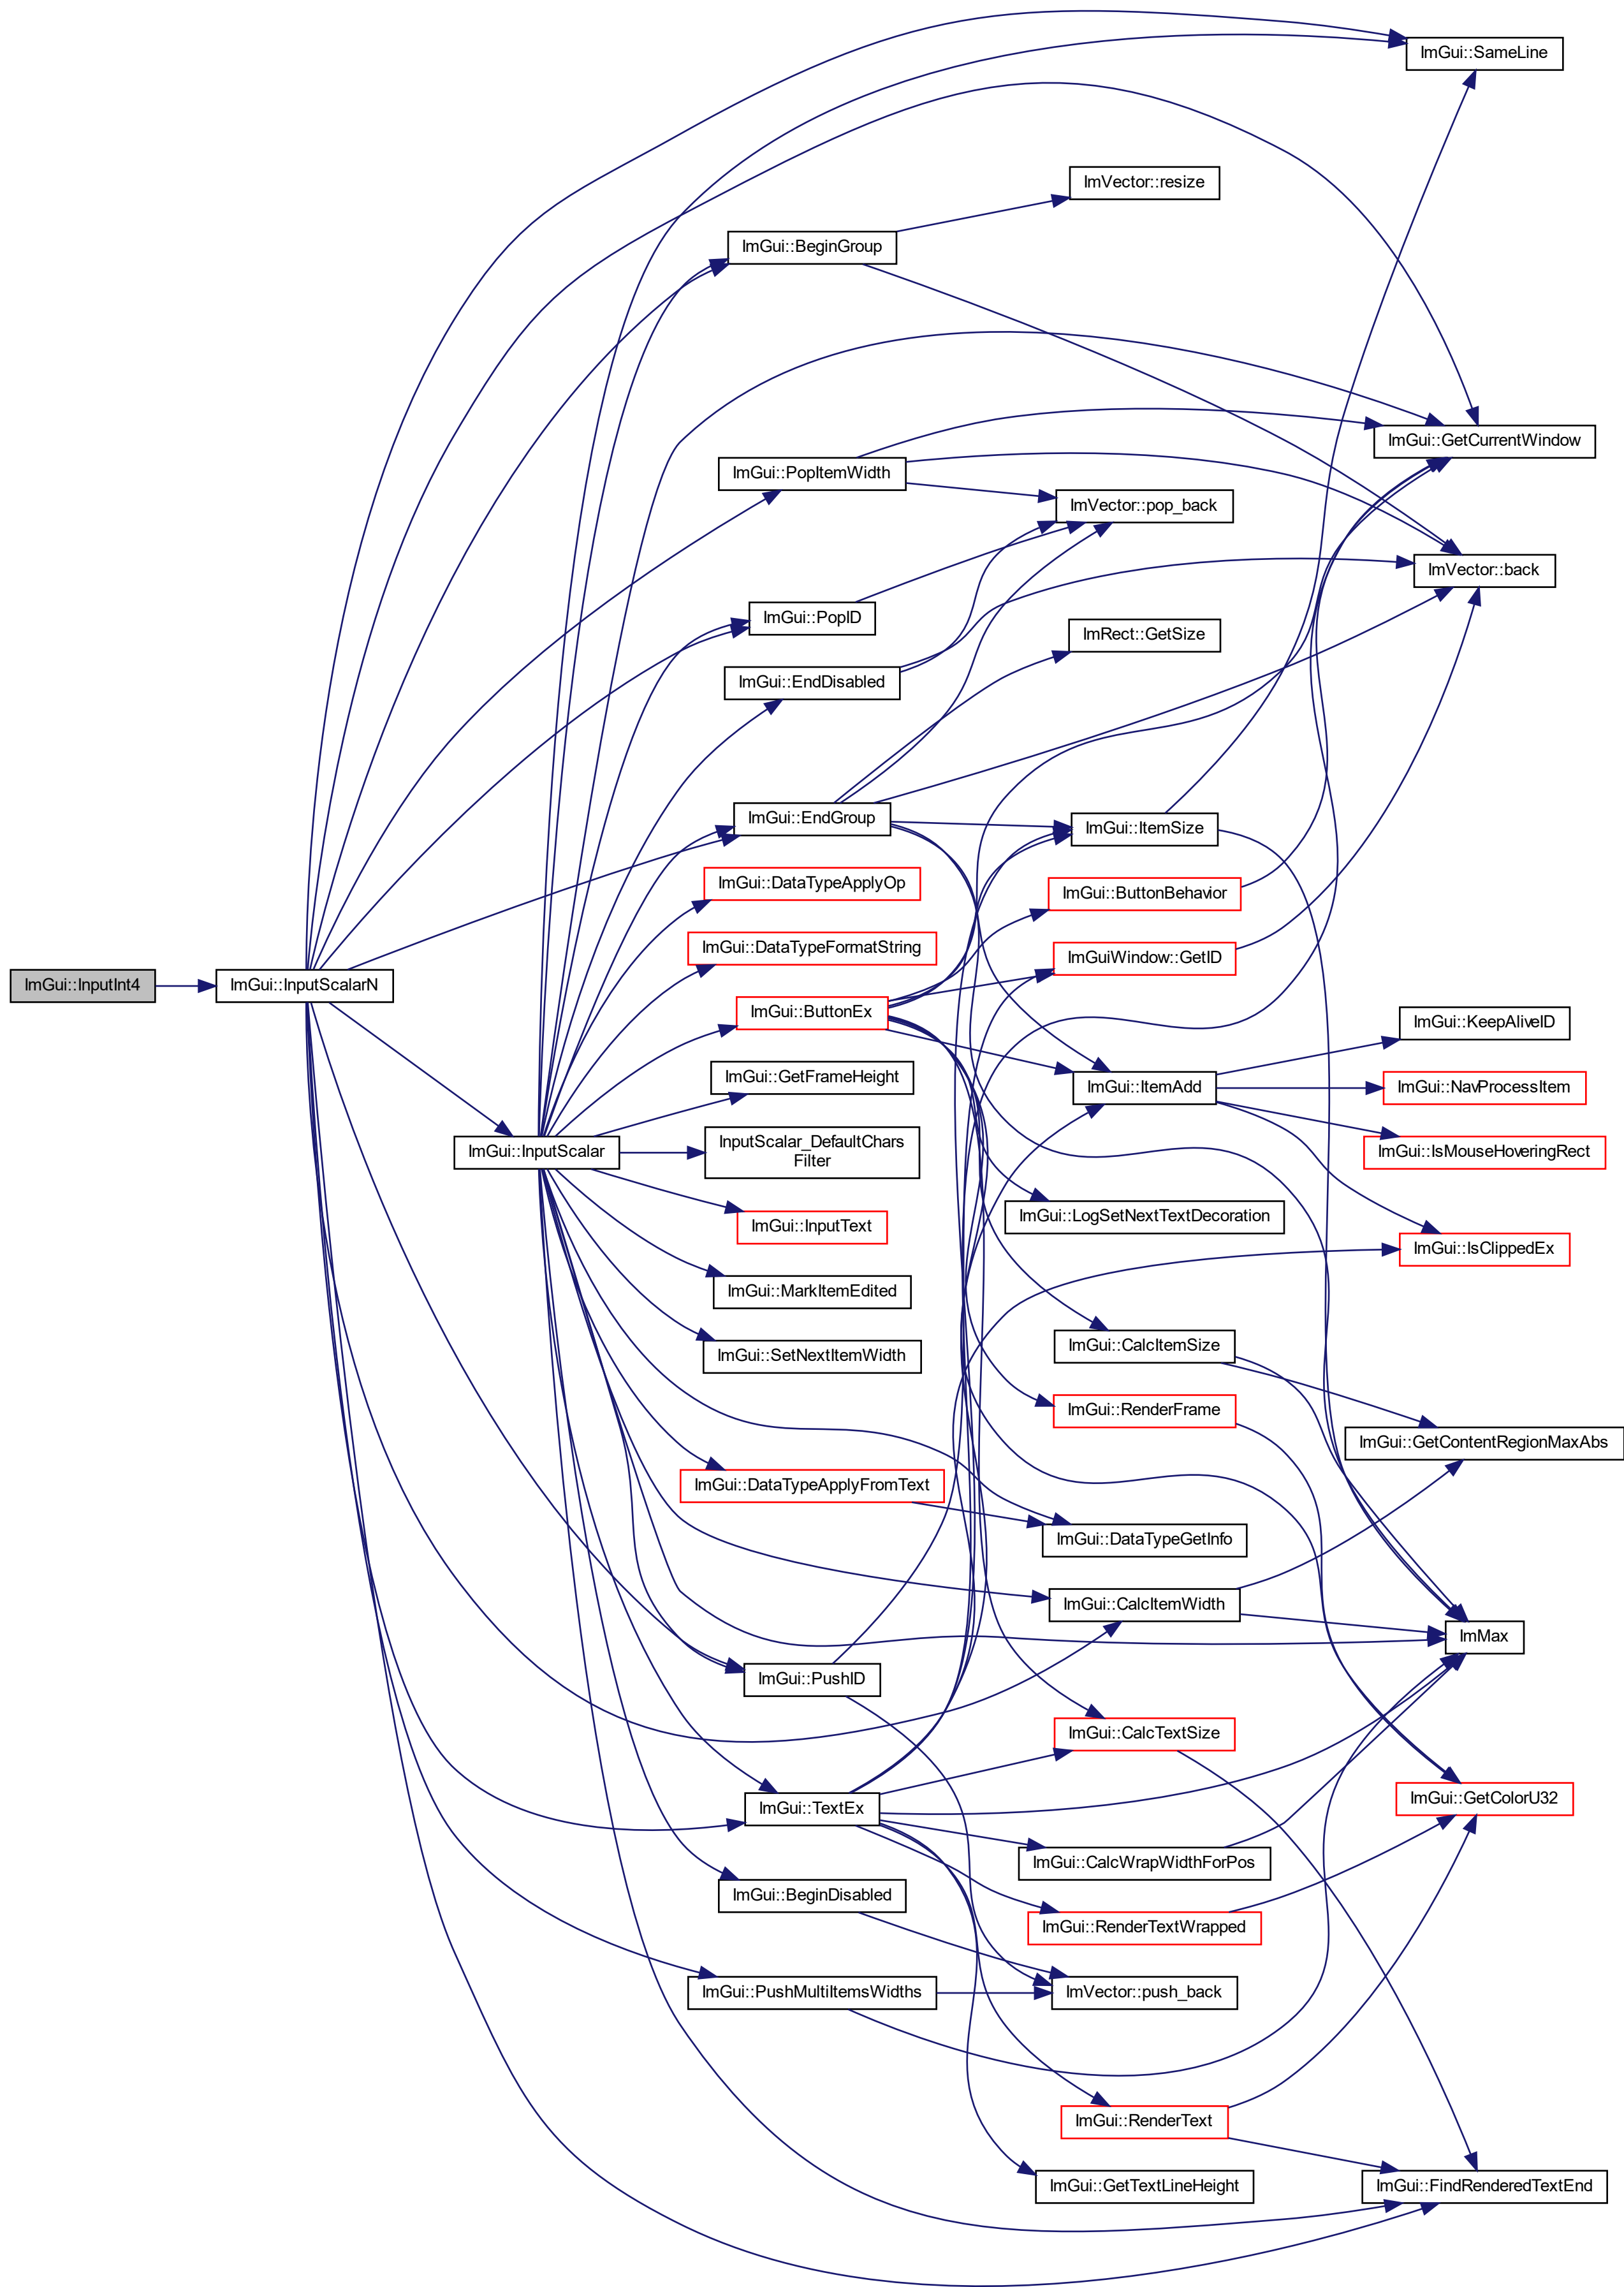 ImGui::SameLine
ImVector::resize
ImGui::BeginGroup
ImGui::GetCurrentWindow
ImGui::PopItemWidth
ImVector::pop_back
ImVector::back
ImGui::PopID
ImRect::GetSize
ImGui::EndDisabled
ImGui::EndGroup
ImGui::ItemSize
ImGui::DataTypeApplyOp
ImGui::ButtonBehavior
ImGui::DataTypeFormatString
ImGuiWindow::GetID
ImGui::InputInt4
ImGui::InputScalarN
ImGui::ButtonEx
ImGui::KeepAliveID
ImGui::GetFrameHeight
ImGui::ItemAdd
ImGui::NavProcessItem
ImGui::InputScalar
InputScalar_DefaultChars
Filter
ImGui::IsMouseHoveringRect
ImGui::InputText
ImGui::LogSetNextTextDecoration
ImGui::IsClippedEx
ImGui::MarkItemEdited
ImGui::SetNextItemWidth
ImGui::CalcItemSize
ImGui::RenderFrame
ImGui::GetContentRegionMaxAbs
ImGui::DataTypeApplyFromText
ImGui::DataTypeGetInfo
ImGui::CalcItemWidth
ImMax
ImGui::PushID
ImGui::CalcTextSize
ImGui::GetColorU32
ImGui::TextEx
ImGui::CalcWrapWidthForPos
ImGui::BeginDisabled
ImGui::RenderTextWrapped
ImGui::PushMultiItemsWidths
ImVector::push_back
ImGui::RenderText
ImGui::GetTextLineHeight
ImGui::FindRenderedTextEnd